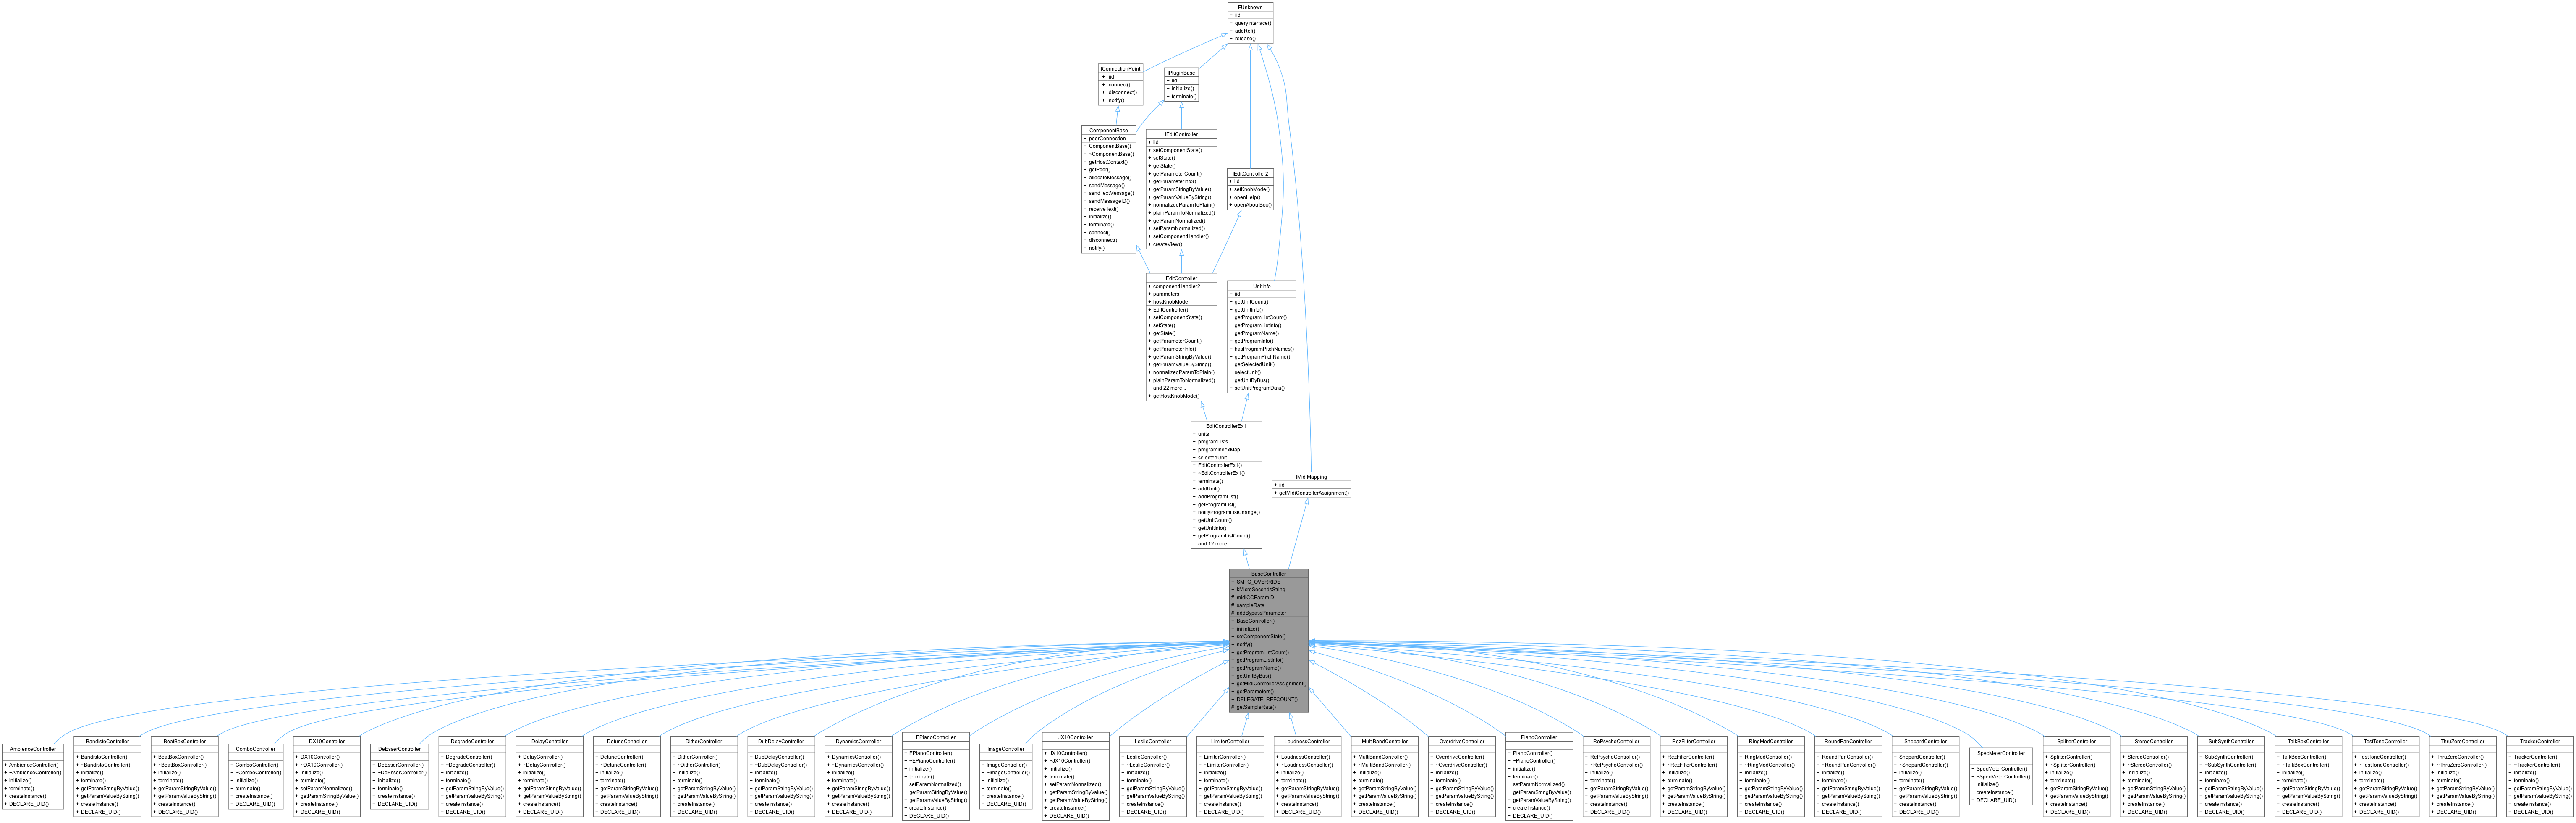 FUnknown
+ iid
+ queryInterface()
+ addRef()
+ release()
IConnectionPoint
+ iid
+ connect()
+ disconnect()
+ notify()
IPluginBase
+ iid
+ initialize()
+ terminate()
ComponentBase
+ peerConnection
+ ComponentBase()
+ ~ComponentBase()
+ getHostContext()
+ getPeer()
+ allocateMessage()
+ sendMessage()
+ sendTextMessage()
+ sendMessageID()
+ receiveText()
+ initialize()
+ terminate()
+ connect()
+ disconnect()
+ notify()
IEditController
+ iid
+ setComponentState()
+ setState()
+ getState()
+ getParameterCount()
+ getParameterInfo()
+ getParamStringByValue()
+ getParamValueByString()
+ normalizedParamToPlain()
+ plainParamToNormalized()
+ getParamNormalized()
+ setParamNormalized()
+ setComponentHandler()
+ createView()
IEditController2
+ iid
+ setKnobMode()
+ openHelp()
+ openAboutBox()
EditController
+ componentHandler2
+ parameters
+ hostKnobMode
+ EditController()
+ setComponentState()
+ setState()
+ getState()
+ getParameterCount()
+ getParameterInfo()
+ getParamStringByValue()
+ getParamValueByString()
+ normalizedParamToPlain()
+ plainParamToNormalized()
and 22 more...
+ getHostKnobMode()
UnitInfo
+ iid
+ getUnitCount()
+ getUnitInfo()
+ getProgramListCount()
+ getProgramListInfo()
+ getProgramName()
+ getProgramInfo()
+ hasProgramPitchNames()
+ getProgramPitchName()
+ getSelectedUnit()
+ selectUnit()
+ getUnitByBus()
+ setUnitProgramData()
EditControllerEx1
+ units
+ programLists
+ programIndexMap
+ selectedUnit
+ EditControllerEx1()
+ ~EditControllerEx1()
+ terminate()
+ addUnit()
+ addProgramList()
+ getProgramList()
+ notifyProgramListChange()
+ getUnitCount()
+ getUnitInfo()
+ getProgramListCount()
and 12 more...
IMidiMapping
+ iid
+ getMidiControllerAssignment()
BaseController
+ SMTG_OVERRIDE
+ kMicroSecondsString
# midiCCParamID
# sampleRate
# addBypassParameter
+ BaseController()
+ initialize()
+ setComponentState()
+ notify()
+ getProgramListCount()
+ getProgramListInfo()
+ getProgramName()
+ getUnitByBus()
+ getMidiControllerAssignment()
+ getParameters()
+ DELEGATE_REFCOUNT()
# getSampleRate()
AmbienceController
+ AmbienceController()
+ ~AmbienceController()
+ initialize()
+ terminate()
+ createInstance()
+ DECLARE_UID()
BandistoController
+ BandistoController()
+ ~BandistoController()
+ initialize()
+ terminate()
+ getParamStringByValue()
+ getParamValueByString()
+ createInstance()
+ DECLARE_UID()
BeatBoxController
+ BeatBoxController()
+ ~BeatBoxController()
+ initialize()
+ terminate()
+ getParamStringByValue()
+ getParamValueByString()
+ createInstance()
+ DECLARE_UID()
ComboController
+ ComboController()
+ ~ComboController()
+ initialize()
+ terminate()
+ createInstance()
+ DECLARE_UID()
DX10Controller
+ DX10Controller()
+ ~DX10Controller()
+ initialize()
+ terminate()
+ setParamNormalized()
+ getParamStringByValue()
+ createInstance()
+ DECLARE_UID()
DeEsserController
+ DeEsserController()
+ ~DeEsserController()
+ initialize()
+ terminate()
+ createInstance()
+ DECLARE_UID()
DegradeController
+ DegradeController()
+ ~DegradeController()
+ initialize()
+ terminate()
+ getParamStringByValue()
+ getParamValueByString()
+ createInstance()
+ DECLARE_UID()
DelayController
+ DelayController()
+ ~DelayController()
+ initialize()
+ terminate()
+ getParamStringByValue()
+ getParamValueByString()
+ createInstance()
+ DECLARE_UID()
DetuneController
+ DetuneController()
+ ~DetuneController()
+ initialize()
+ terminate()
+ getParamStringByValue()
+ getParamValueByString()
+ createInstance()
+ DECLARE_UID()
DitherController
+ DitherController()
+ ~DitherController()
+ initialize()
+ terminate()
+ getParamStringByValue()
+ getParamValueByString()
+ createInstance()
+ DECLARE_UID()
DubDelayController
+ DubDelayController()
+ ~DubDelayController()
+ initialize()
+ terminate()
+ getParamStringByValue()
+ getParamValueByString()
+ createInstance()
+ DECLARE_UID()
DynamicsController
+ DynamicsController()
+ ~DynamicsController()
+ initialize()
+ terminate()
+ getParamStringByValue()
+ getParamValueByString()
+ createInstance()
+ DECLARE_UID()
EPianoController
+ EPianoController()
+ ~EPianoController()
+ initialize()
+ terminate()
+ setParamNormalized()
+ getParamStringByValue()
+ getParamValueByString()
+ createInstance()
+ DECLARE_UID()
ImageController
+ ImageController()
+ ~ImageController()
+ initialize()
+ terminate()
+ createInstance()
+ DECLARE_UID()
JX10Controller
+ JX10Controller()
+ ~JX10Controller()
+ initialize()
+ terminate()
+ setParamNormalized()
+ getParamStringByValue()
+ getParamValueByString()
+ createInstance()
+ DECLARE_UID()
LeslieController
+ LeslieController()
+ ~LeslieController()
+ initialize()
+ terminate()
+ getParamStringByValue()
+ getParamValueByString()
+ createInstance()
+ DECLARE_UID()
LimiterController
+ LimiterController()
+ ~LimiterController()
+ initialize()
+ terminate()
+ getParamStringByValue()
+ getParamValueByString()
+ createInstance()
+ DECLARE_UID()
LoudnessController
+ LoudnessController()
+ ~LoudnessController()
+ initialize()
+ terminate()
+ getParamStringByValue()
+ getParamValueByString()
+ createInstance()
+ DECLARE_UID()
MultiBandController
+ MultiBandController()
+ ~MultiBandController()
+ initialize()
+ terminate()
+ getParamStringByValue()
+ getParamValueByString()
+ createInstance()
+ DECLARE_UID()
OverdriveController
+ OverdriveController()
+ ~OverdriveController()
+ initialize()
+ terminate()
+ getParamStringByValue()
+ getParamValueByString()
+ createInstance()
+ DECLARE_UID()
PianoController
+ PianoController()
+ ~PianoController()
+ initialize()
+ terminate()
+ setParamNormalized()
+ getParamStringByValue()
+ getParamValueByString()
+ createInstance()
+ DECLARE_UID()
RePsychoController
+ RePsychoController()
+ ~RePsychoController()
+ initialize()
+ terminate()
+ getParamStringByValue()
+ getParamValueByString()
+ createInstance()
+ DECLARE_UID()
RezFilterController
+ RezFilterController()
+ ~RezFilterController()
+ initialize()
+ terminate()
+ getParamStringByValue()
+ getParamValueByString()
+ createInstance()
+ DECLARE_UID()
RingModController
+ RingModController()
+ ~RingModController()
+ initialize()
+ terminate()
+ getParamStringByValue()
+ getParamValueByString()
+ createInstance()
+ DECLARE_UID()
RoundPanController
+ RoundPanController()
+ ~RoundPanController()
+ initialize()
+ terminate()
+ getParamStringByValue()
+ getParamValueByString()
+ createInstance()
+ DECLARE_UID()
ShepardController
+ ShepardController()
+ ~ShepardController()
+ initialize()
+ terminate()
+ getParamStringByValue()
+ getParamValueByString()
+ createInstance()
+ DECLARE_UID()
SpecMeterController
+ SpecMeterController()
+ ~SpecMeterController()
+ initialize()
+ createInstance()
+ DECLARE_UID()
SplitterController
+ SplitterController()
+ ~SplitterController()
+ initialize()
+ terminate()
+ getParamStringByValue()
+ getParamValueByString()
+ createInstance()
+ DECLARE_UID()
StereoController
+ StereoController()
+ ~StereoController()
+ initialize()
+ terminate()
+ getParamStringByValue()
+ getParamValueByString()
+ createInstance()
+ DECLARE_UID()
SubSynthController
+ SubSynthController()
+ ~SubSynthController()
+ initialize()
+ terminate()
+ getParamStringByValue()
+ getParamValueByString()
+ createInstance()
+ DECLARE_UID()
TalkBoxController
+ TalkBoxController()
+ ~TalkBoxController()
+ initialize()
+ terminate()
+ getParamStringByValue()
+ getParamValueByString()
+ createInstance()
+ DECLARE_UID()
TestToneController
+ TestToneController()
+ ~TestToneController()
+ initialize()
+ terminate()
+ getParamStringByValue()
+ getParamValueByString()
+ createInstance()
+ DECLARE_UID()
ThruZeroController
+ ThruZeroController()
+ ~ThruZeroController()
+ initialize()
+ terminate()
+ getParamStringByValue()
+ getParamValueByString()
+ createInstance()
+ DECLARE_UID()
TrackerController
+ TrackerController()
+ ~TrackerController()
+ initialize()
+ terminate()
+ getParamStringByValue()
+ getParamValueByString()
+ createInstance()
+ DECLARE_UID()